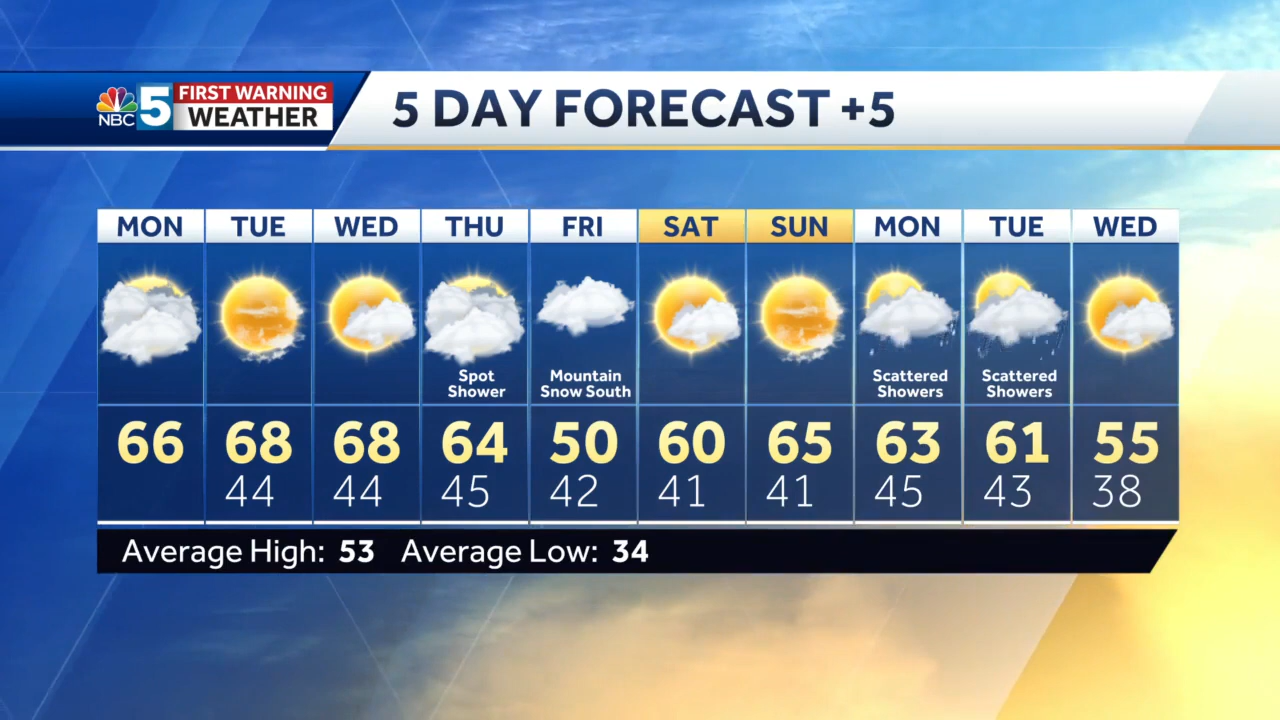 NBC 5 FIRST WARNING
WEATHER
5 DAY FORECAST +5
MON TUE WED THU FRI SAT SUN MON TUE WED
Spot Shower
Mountain Snow South
Scattered Showers
Scattered Showers
66 68 68 64 50 60 65 63 61 55
44 44 45 42 41 41 45 43 38
Average High: 53 Average Low: 34